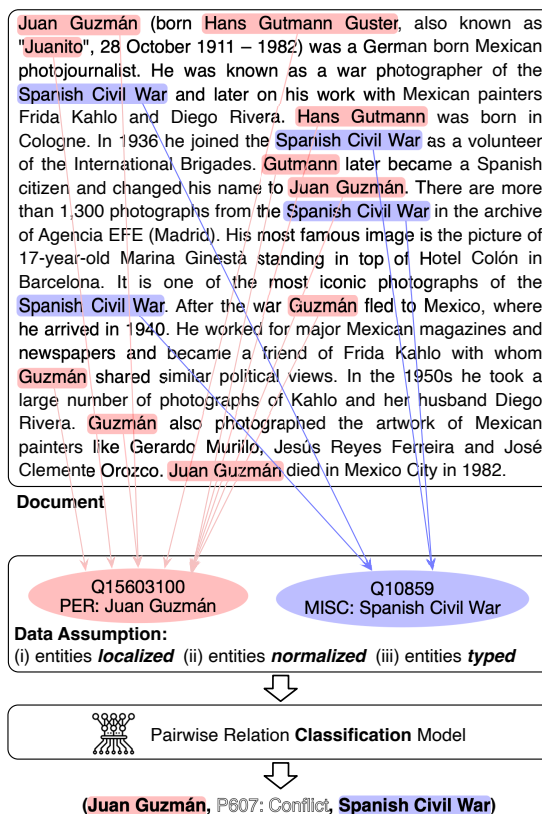 Juan Guzmán (born Hans Gutmann Guster, also known as
"Juanito", 28 October 1911 – 1982) was a German born Mexican
photojournalist. He was known as a war photographer of the
Spanish Civil War and later on his work with Mexican painters
Frida Kahlo and Diego Rivera. Hans Gutmann was born in
Cologne. In 1936 he joined the Spanish Civil War as a volunteer
of the International Brigades. Gutmann later became a Spanish
citizen and changed his name to Juan Guzmán. There are more
than 1,300 photographs from the Spanish Civil War in the archive
of Agencia EFE (Madrid). His most famous image is the picture of
17-year-old Marina Ginestà standing in top of Hotel Colón in
Barcelona. It is one of the most iconic photographs of the
Spanish Civil War. After the war Guzmán fled to Mexico, where
he arrived in 1940. He worked for major Mexican magazines and
newspapers and became a friend of Frida Kahlo with whom
Guzmán shared similar political views. In the 1950s he took a
large number of photographs of Kahlo and her husband Diego
Rivera. Guzmán also photographed the artwork of Mexican
painters like Gerardo Murillo, Jesús Reyes Ferreira and José
Clemente Orozco. Juan Guzmán died in Mexico City in 1982.
Document
Q15603100
PER: Juan Guzmán
Q10859
MISC: Spanish Civil War
Data Assumption:
(i) entities localized (ii) entities normalized (iii) entities typed
Pairwise Relation Classification Model
(Juan Guzmán, P607: Conflict, Spanish Civil War)